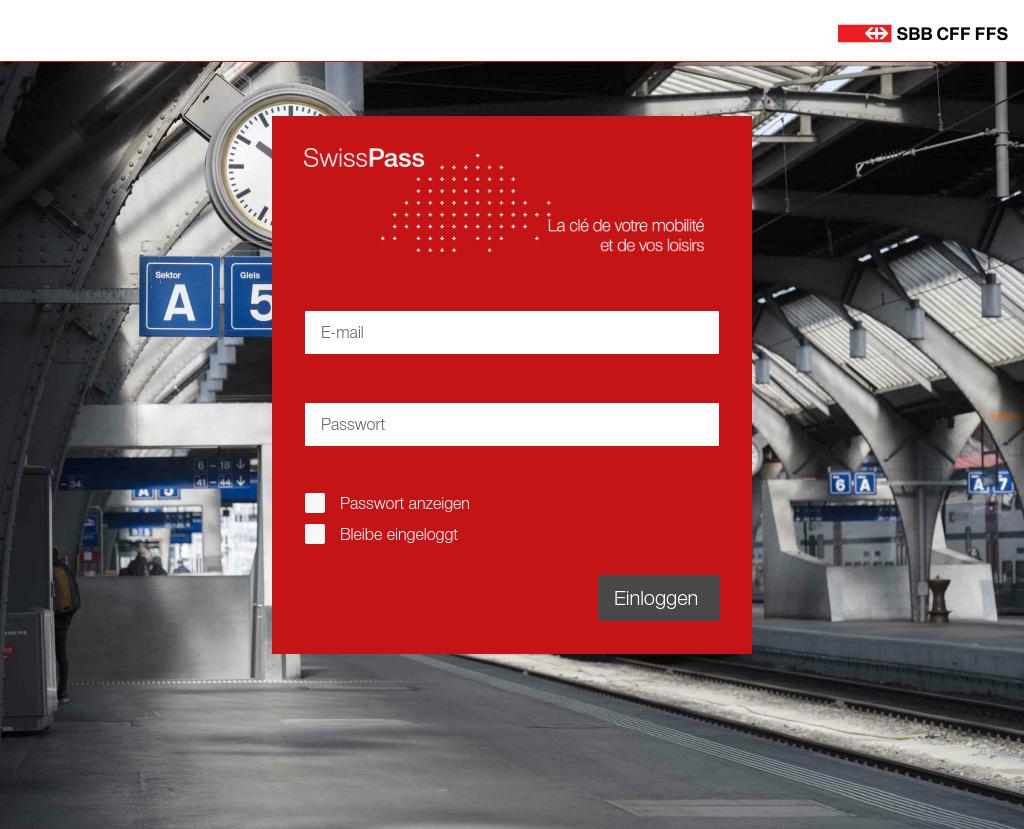 SBB CFF FFS
SwissPass
La clé de votre mobilité
et de vos loisirs
Sektor
A
Gleis
5
E-mail
Passwort
6 – 18
41 – 44
– 34
A 5
6 A
A 7
Passwort anzeigen
Bleibe eingeloggt
Einloggen